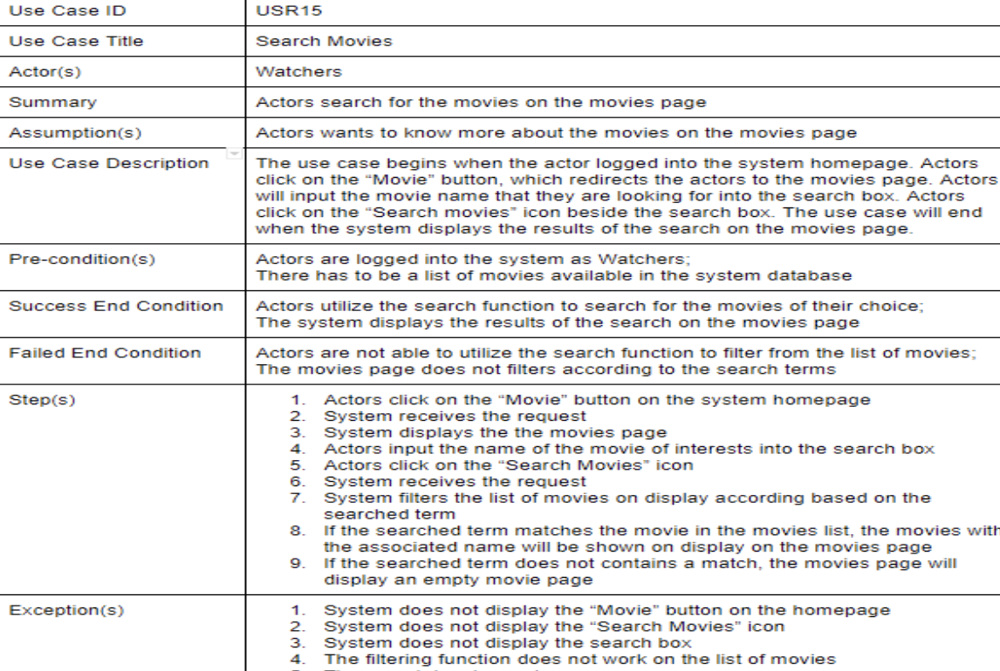 Use Case ID USR15
Use Case Title Search Movies
Actor(s) Watchers
Summary Actors search for the movies on the movies page
Assumption(s) Actors wants to know more about the movies on the movies page
Use Case Description The use case begins when the actor logged into the system homepage. Actors
click on the “Movie” button, which redirects the actors to the movies page. Actors
will input the movie name that they are looking for into the search box. Actors
click on the “Search movies” icon beside the search box. The use case will end
when the system displays the results of the search on the movies page.
Pre-condition(s) Actors are logged into the system as Watchers;
There has to be a list of movies available in the system database
Success End Condition Actors utilize the search function to search for the movies of their choice;
The system displays the results of the search on the movies page
Failed End Condition Actors are not able to utilize the search function to filter from the list of movies;
The movies page does not filters according to the search terms
Step(s) 1. Actors click on the “Movie” button on the system homepage
2. System receives the request
3. System displays the the movies page
4. Actors input the name of the movie of interests into the search box
5. Actors click on the “Search Movies” icon
6. System receives the request
7. System filters the list of movies on display according based on the
searched term
8. If the searched term matches the movie in the movies list, the movies with
the associated name will be shown on display on the movies page
9. If the searched term does not contains a match, the movies page will
display an empty movie page
Exception(s) 1. System does not display the “Movie” button on the homepage
2. System does not display the “Search Movies” icon
3. System does not display the search box
4. The filtering function does not work on the list of movies